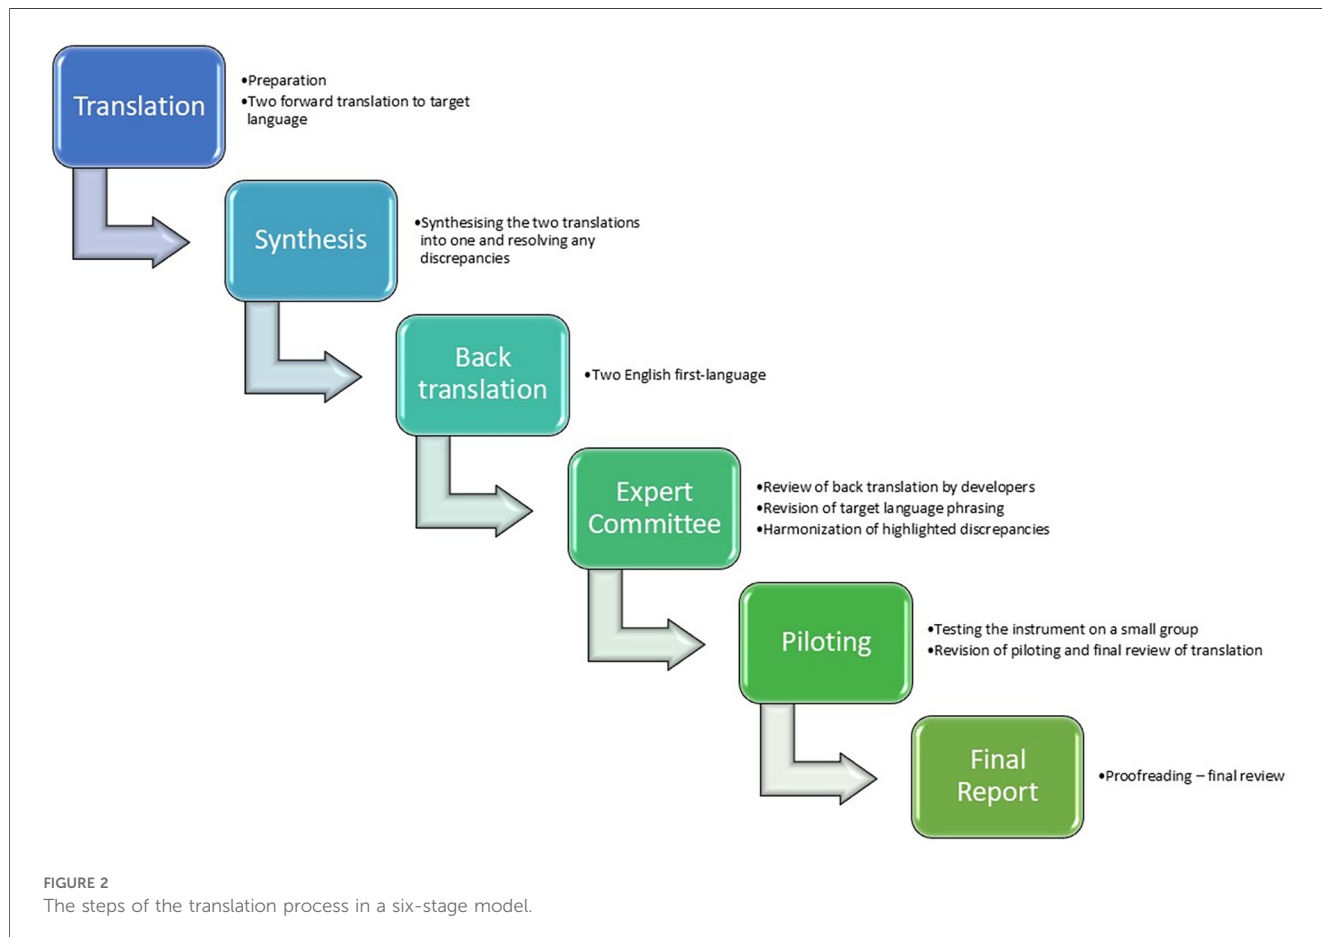 Translation
•Preparation
•Two forward translation to target
language
Synthesis
•Synthesising the two translations
into one and resolving any
discrepancies
Back
translation
•Two English first-language
Expert
Committee
•Review of back translation by developers
•Revision of target language phrasing
•Harmonization of highlighted discrepancies
Piloting
•Testing the instrument on a small group
•Revision of piloting and final review of translation
Final
Report
•Proofreading – final review
FIGURE 2
The steps of the translation process in a six-stage model.